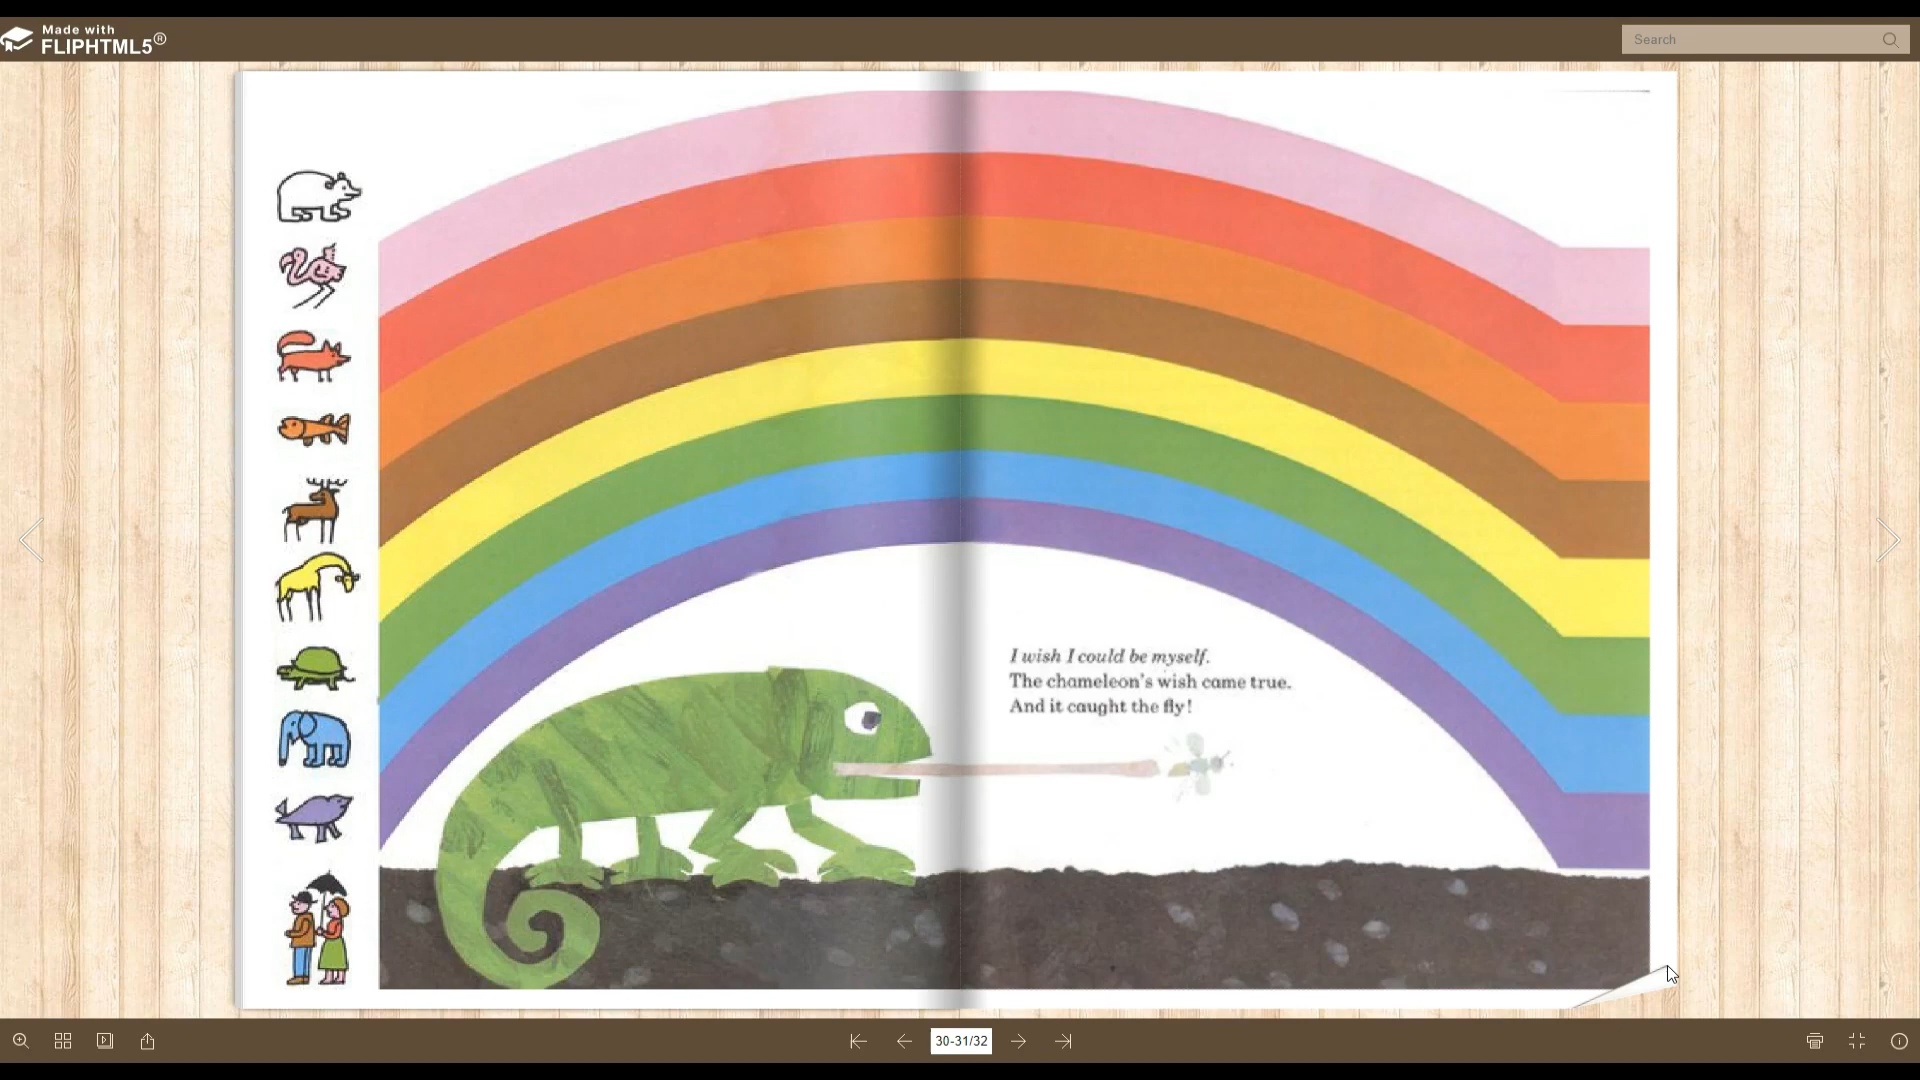 Made with
FLIPHTML5®
Search
I wish I could be myself.
The chameleon's wish came true.
And it caught the fly!
30-31/32